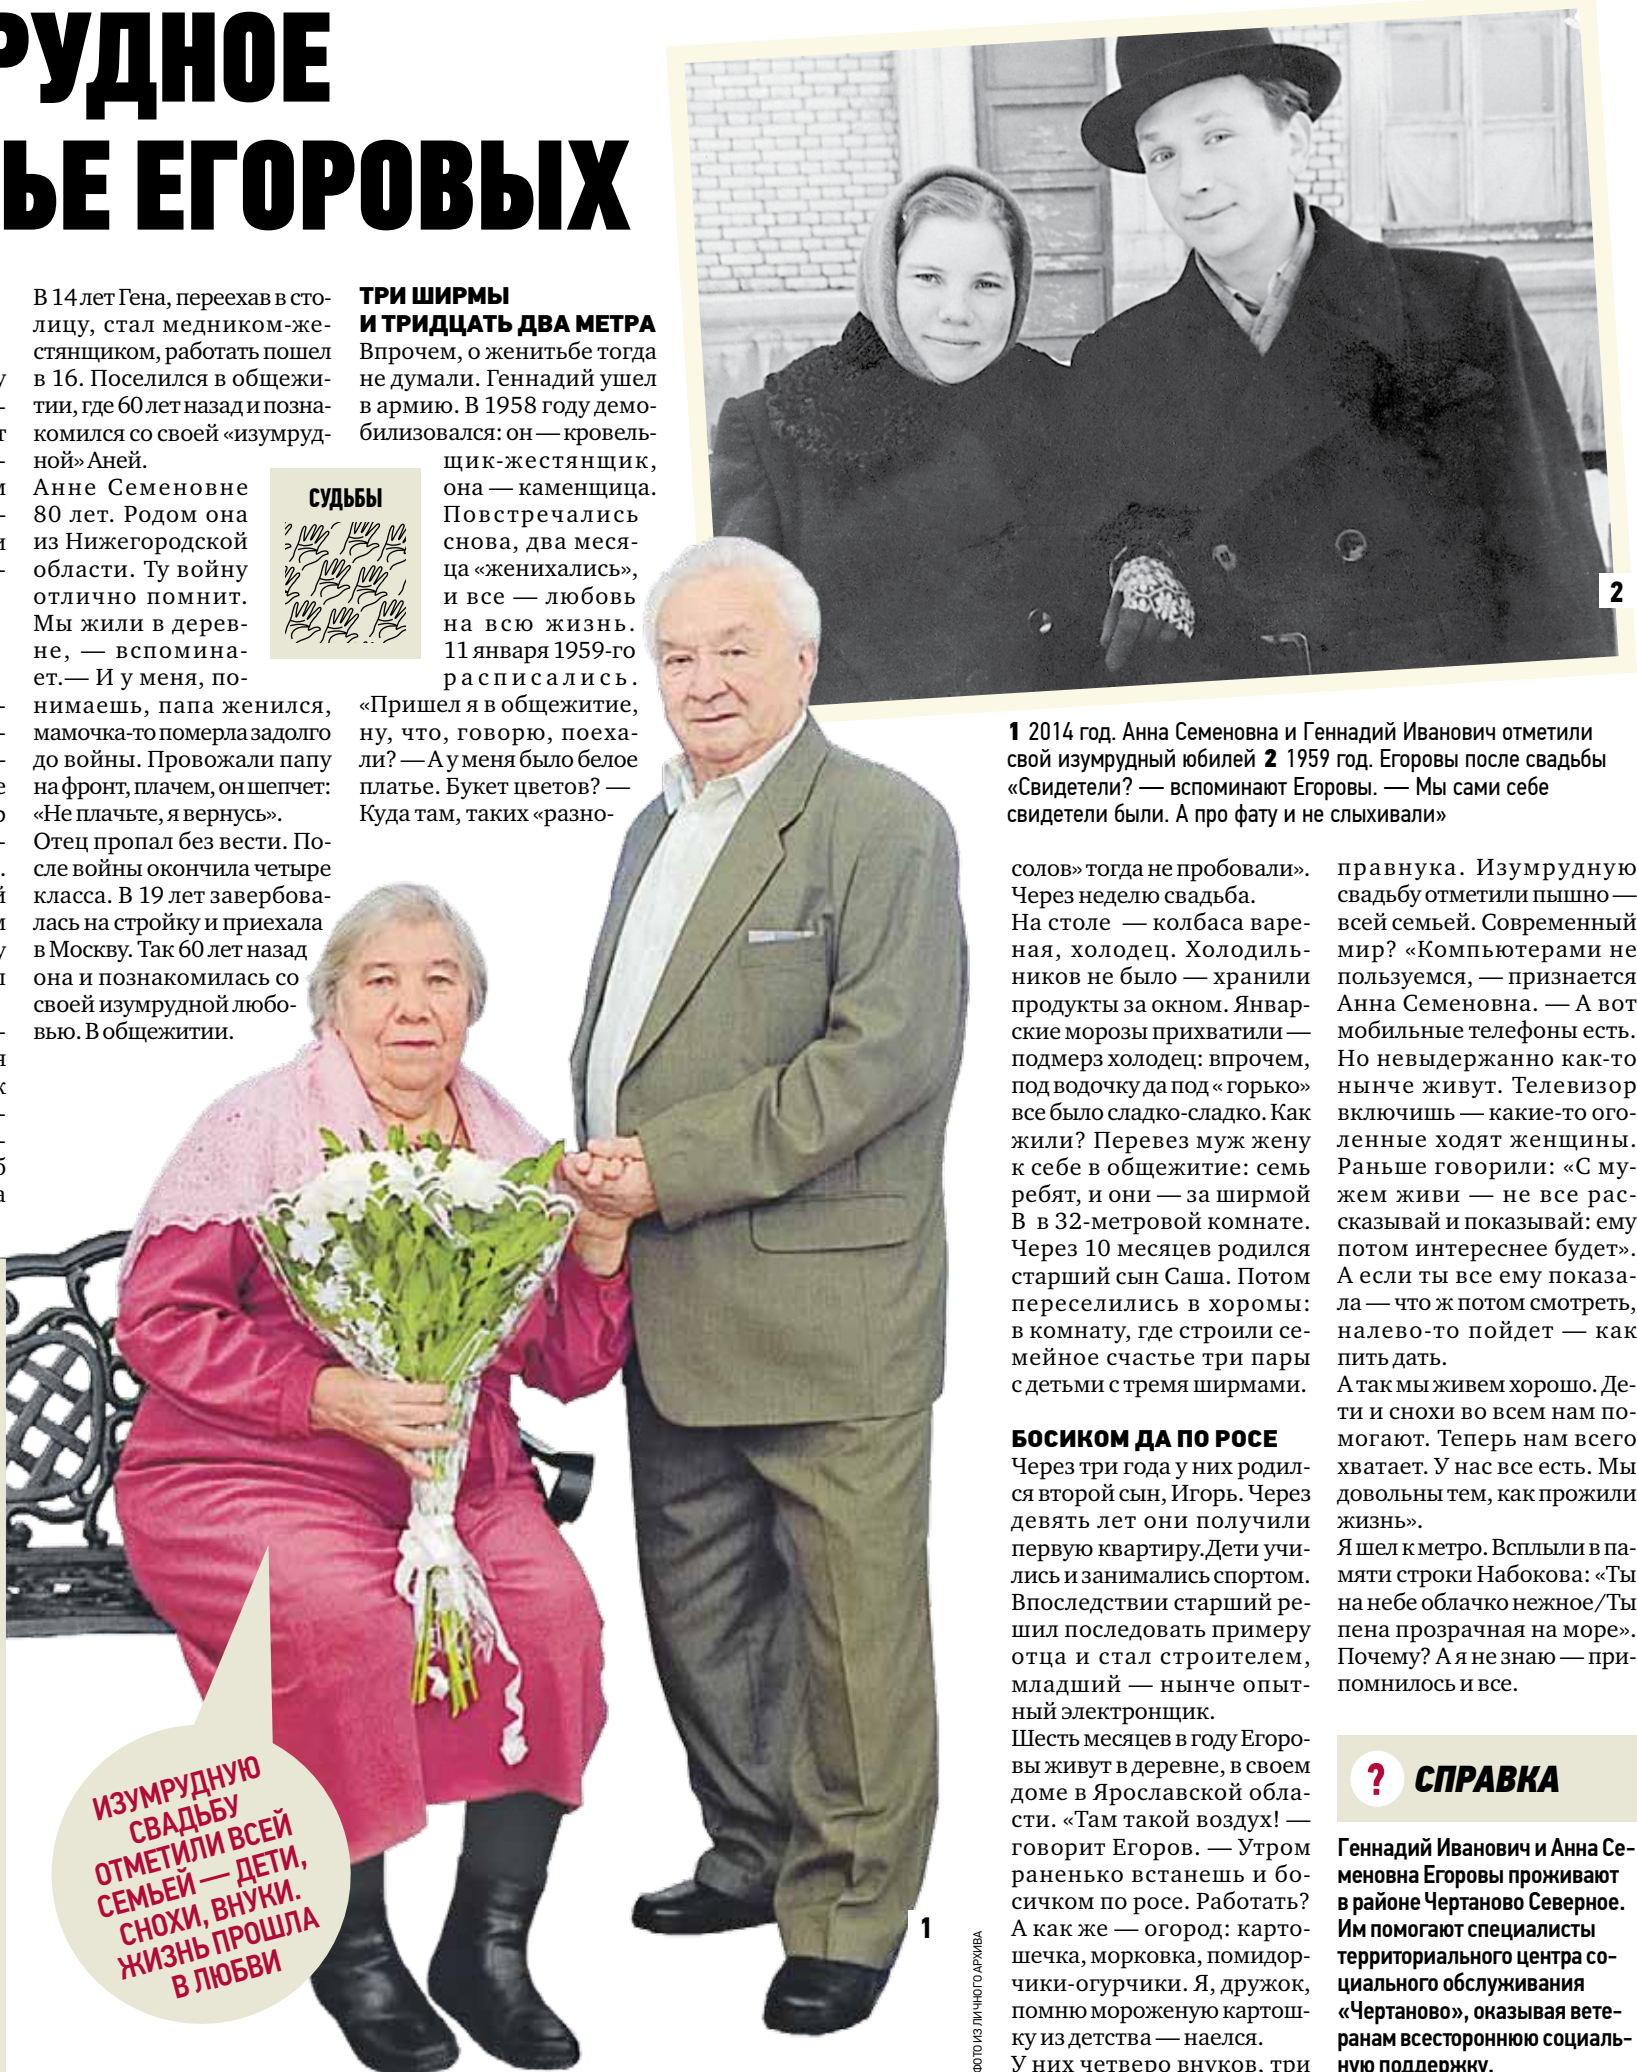 РУДНОЕ
ЬЕ ЕГОРОВЫХ
В 14 лет Гена, переехав в сто-
лицу, стал медником-же-
стянщиком, работать пошел
в 16. Поселился в общежи-
тии, где 60 лет назад и позна-
комился со своей «изумруд-
ной» Аней.
Анне Семеновне
80 лет. Родом она
из Нижегородской
области. Ту войну
отлично помнит.
Мы жили в дерев-
не, — вспомина-
ет.— И у меня, по-
нимаешь, папа женился,
мамочка-то померла задолго
до войны. Провожали папу
на фронт, плачем, он шепчет:
«Не плачьте, я вернусь».
Отец пропал без вести. По-
сле войны окончила четыре
класса. В 19 лет завербова-
лась на стройку и приехала
в Москву. Так 60 лет назад
она и познакомилась со
своей изумрудной любо-
вью. В общежитии.
СУДЬБЫ
ТРИ ШИРМЫ
И ТРИДЦАТЬ ДВА МЕТРА
Впрочем, о женитьбе тогда
не думали. Геннадий ушел
в армию. В 1958 году демо-
билизовался: он — кровель-
щик-жестянщик,
она — каменщица.
Повстречались
снова, два меся-
ца «женихались»,
и все — любовь
на всю жизнь.
11 января 1959-го
расписались.
«Пришел я в общежитие,
ну, что, говорю, поеха-
ли? — А у меня было белое
платье. Букет цветов? —
Куда там, таких «разно-
2
1 2014 год. Анна Семеновна и Геннадий Иванович отметили
свой изумрудный юбилей 2 1959 год. Егоровы после свадьбы
«Свидетели? — вспоминают Егоровы. — Мы сами себе
свидетели были. А про фату и не слыхивали»
солов» тогда не пробовали».
Через неделю свадьба.
На столе — колбаса варе-
ная, холодец. Холодиль-
ников не было — хранили
продукты за окном. Январ-
ские морозы прихватили —
подмерз холодец: впрочем,
под водочку да под « горько»
все было сладко-сладко. Как
жили? Перевез муж жену
к себе в общежитие: семь
ребят, и они — за ширмой
В в 32-метровой комнате.
Через 10 месяцев родился
старший сын Саша. Потом
переселились в хоромы:
в комнату, где строили се-
мейное счастье три пары
с детьми с тремя ширмами.
БОСИКОМ ДА ПО РОСЕ
Через три года у них родил-
ся второй сын, Игорь. Через
девять лет они получили
первую квартиру.Дети учи-
лись и занимались спортом.
Впоследствии старший ре-
шил последовать примеру
отца и стал строителем,
младший — нынче опыт-
ный электронщик.
Шесть месяцев в году Егоро-
вы живут в деревне, в своем
доме в Ярославской обла-
сти. «Там такой воздух! —
говорит Егоров. — Утром
раненько встанешь и бо-
сичком по росе. Работать?
А как же — огород: карто-
шечка, морковка, помидор-
чики-огурчики. Я, дружок,
помню мороженую картош-
ку из детства — наелся.
У них четверо внуков, три
правнука. Изумрудную
свадьбу отметили пышно —
всей семьей. Современный
мир? «Компьютерами не
пользуемся, — признается
Анна Семеновна. — А вот
мобильные телефоны есть.
Но невыдержанно как-то
нынче живут. Телевизор
включишь — какие-то ого-
ленные ходят женщины.
Раньше говорили: «С му-
жем живи — не все рас-
сказывай и показывай: ему
потом интереснее будет».
А если ты все ему показа-
ла — что ж потом смотреть,
налево-то пойдет — как
пить дать.
А так мы живем хорошо. Де-
ти и снохи во всем нам по-
могают. Теперь нам всего
хватает. У нас все есть. Мы
довольны тем, как прожили
жизнь».
Я шел к метро. Всплыли в па-
мяти строки Набокова: «Ты
на небе облачко нежное/Ты
пена прозрачная на море».
Почему? А я не знаю — при-
помнилось и все.
? СПРАВКА
Геннадий Иванович и Анна Се-
меновна Егоровы проживают
в районе Чертаново Северное.
Им помогают специалисты
территориального центра со-
циального обслуживания
«Чертаново», оказывая вете-
ранам всестороннюю социаль-
ную поддержку.
ИЗУМРУДНУЮ
СВАДЬБУ
ОТМЕТИЛИ ВСЕЙ
СЕМЬЕЙ — ДЕТИ,
СНОХИ, ВНУКИ.
ЖИЗНЬ ПРОШЛА
В ЛЮБВИ
1
ФОТО ИЗ ЛИЧНОГО АРХИВА